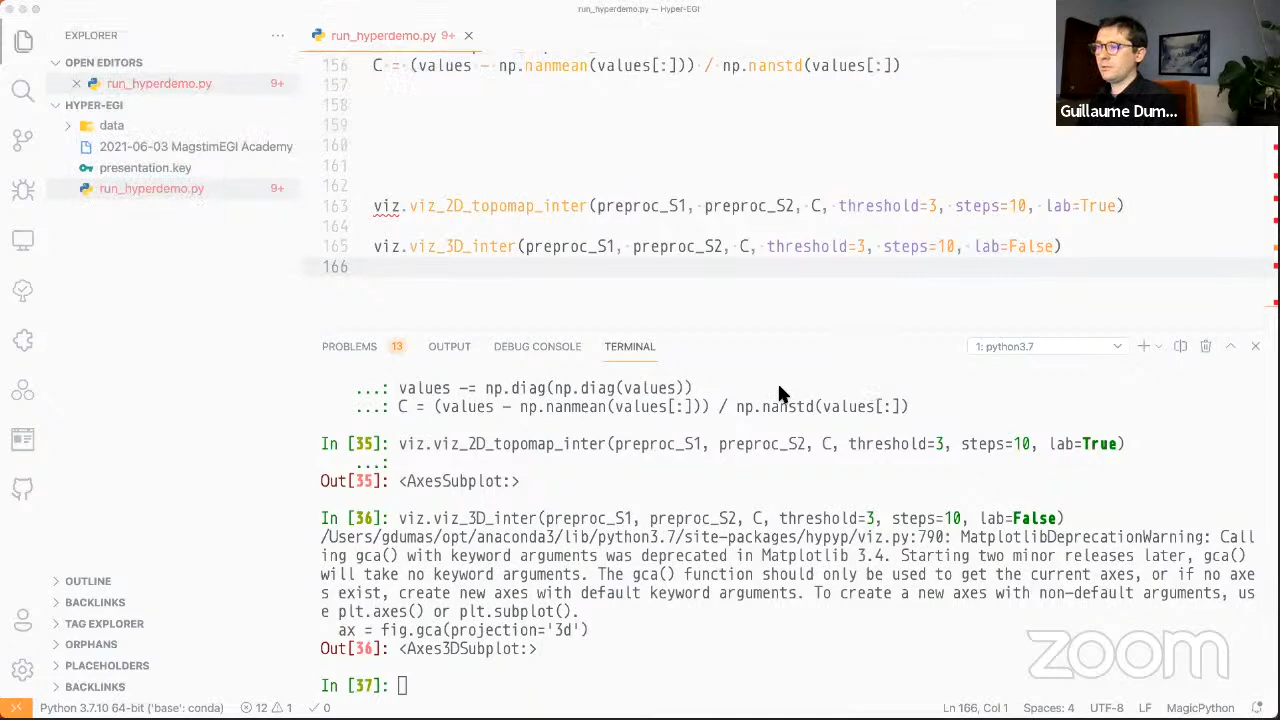 run_hyperdemo.py — Hyper-EGI
EXPLORER
OPEN EDITORS
run_hyperdemo.py 9+
HYPER-EGI
data
2021-06-03 MagstimEGI Academy
presentation.key
run_hyperdemo.py 9+
OUTLINE
BACKLINKS
TAG EXPLORER
ORPHANS
PLACEHOLDERS
BACKLINKS
run_hyperdemo.py 9+
156 C = (values - np.nanmean(values[:])) / np.nanstd(values[:])
157
158
159
160
161
162
163 viz.viz_2D_topomap_inter(preproc_S1, preproc_S2, C, threshold=3, steps=10, lab=True)
164
165 viz.viz_3D_inter(preproc_S1, preproc_S2, C, threshold=3, steps=10, lab=False)
166
Guillaume Dum...
PROBLEMS 13 OUTPUT DEBUG CONSOLE TERMINAL 1: python3.7
...: values -= np.diag(np.diag(values))
...: C = (values - np.nanmean(values[:])) / np.nanstd(values[:])
In [35]: viz.viz_2D_topomap_inter(preproc_S1, preproc_S2, C, threshold=3, steps=10, lab=True)
...:
Out[35]: <AxesSubplot:>
In [36]: viz.viz_3D_inter(preproc_S1, preproc_S2, C, threshold=3, steps=10, lab=False)
/Users/gdumas/opt/anaconda3/lib/python3.7/site-packages/hypyp/viz.py:790: MatplotlibDeprecationWarning: Call
ing gca() with keyword arguments was deprecated in Matplotlib 3.4. Starting two minor releases later, gca()
will take no keyword arguments. The gca() function should only be used to get the current axes, or if no axe
s exist, create new axes with default keyword arguments. To create a new axes with non-default arguments, us
e plt.axes() or plt.subplot().
ax = fig.gca(projection='3d')
Out[36]: <Axes3DSubplot:>
In [37]:
zoom
Python 3.7.10 64-bit ('base': conda) 12 1 0 Ln 166, Col 1 Spaces: 4 UTF-8 LF MagicPython